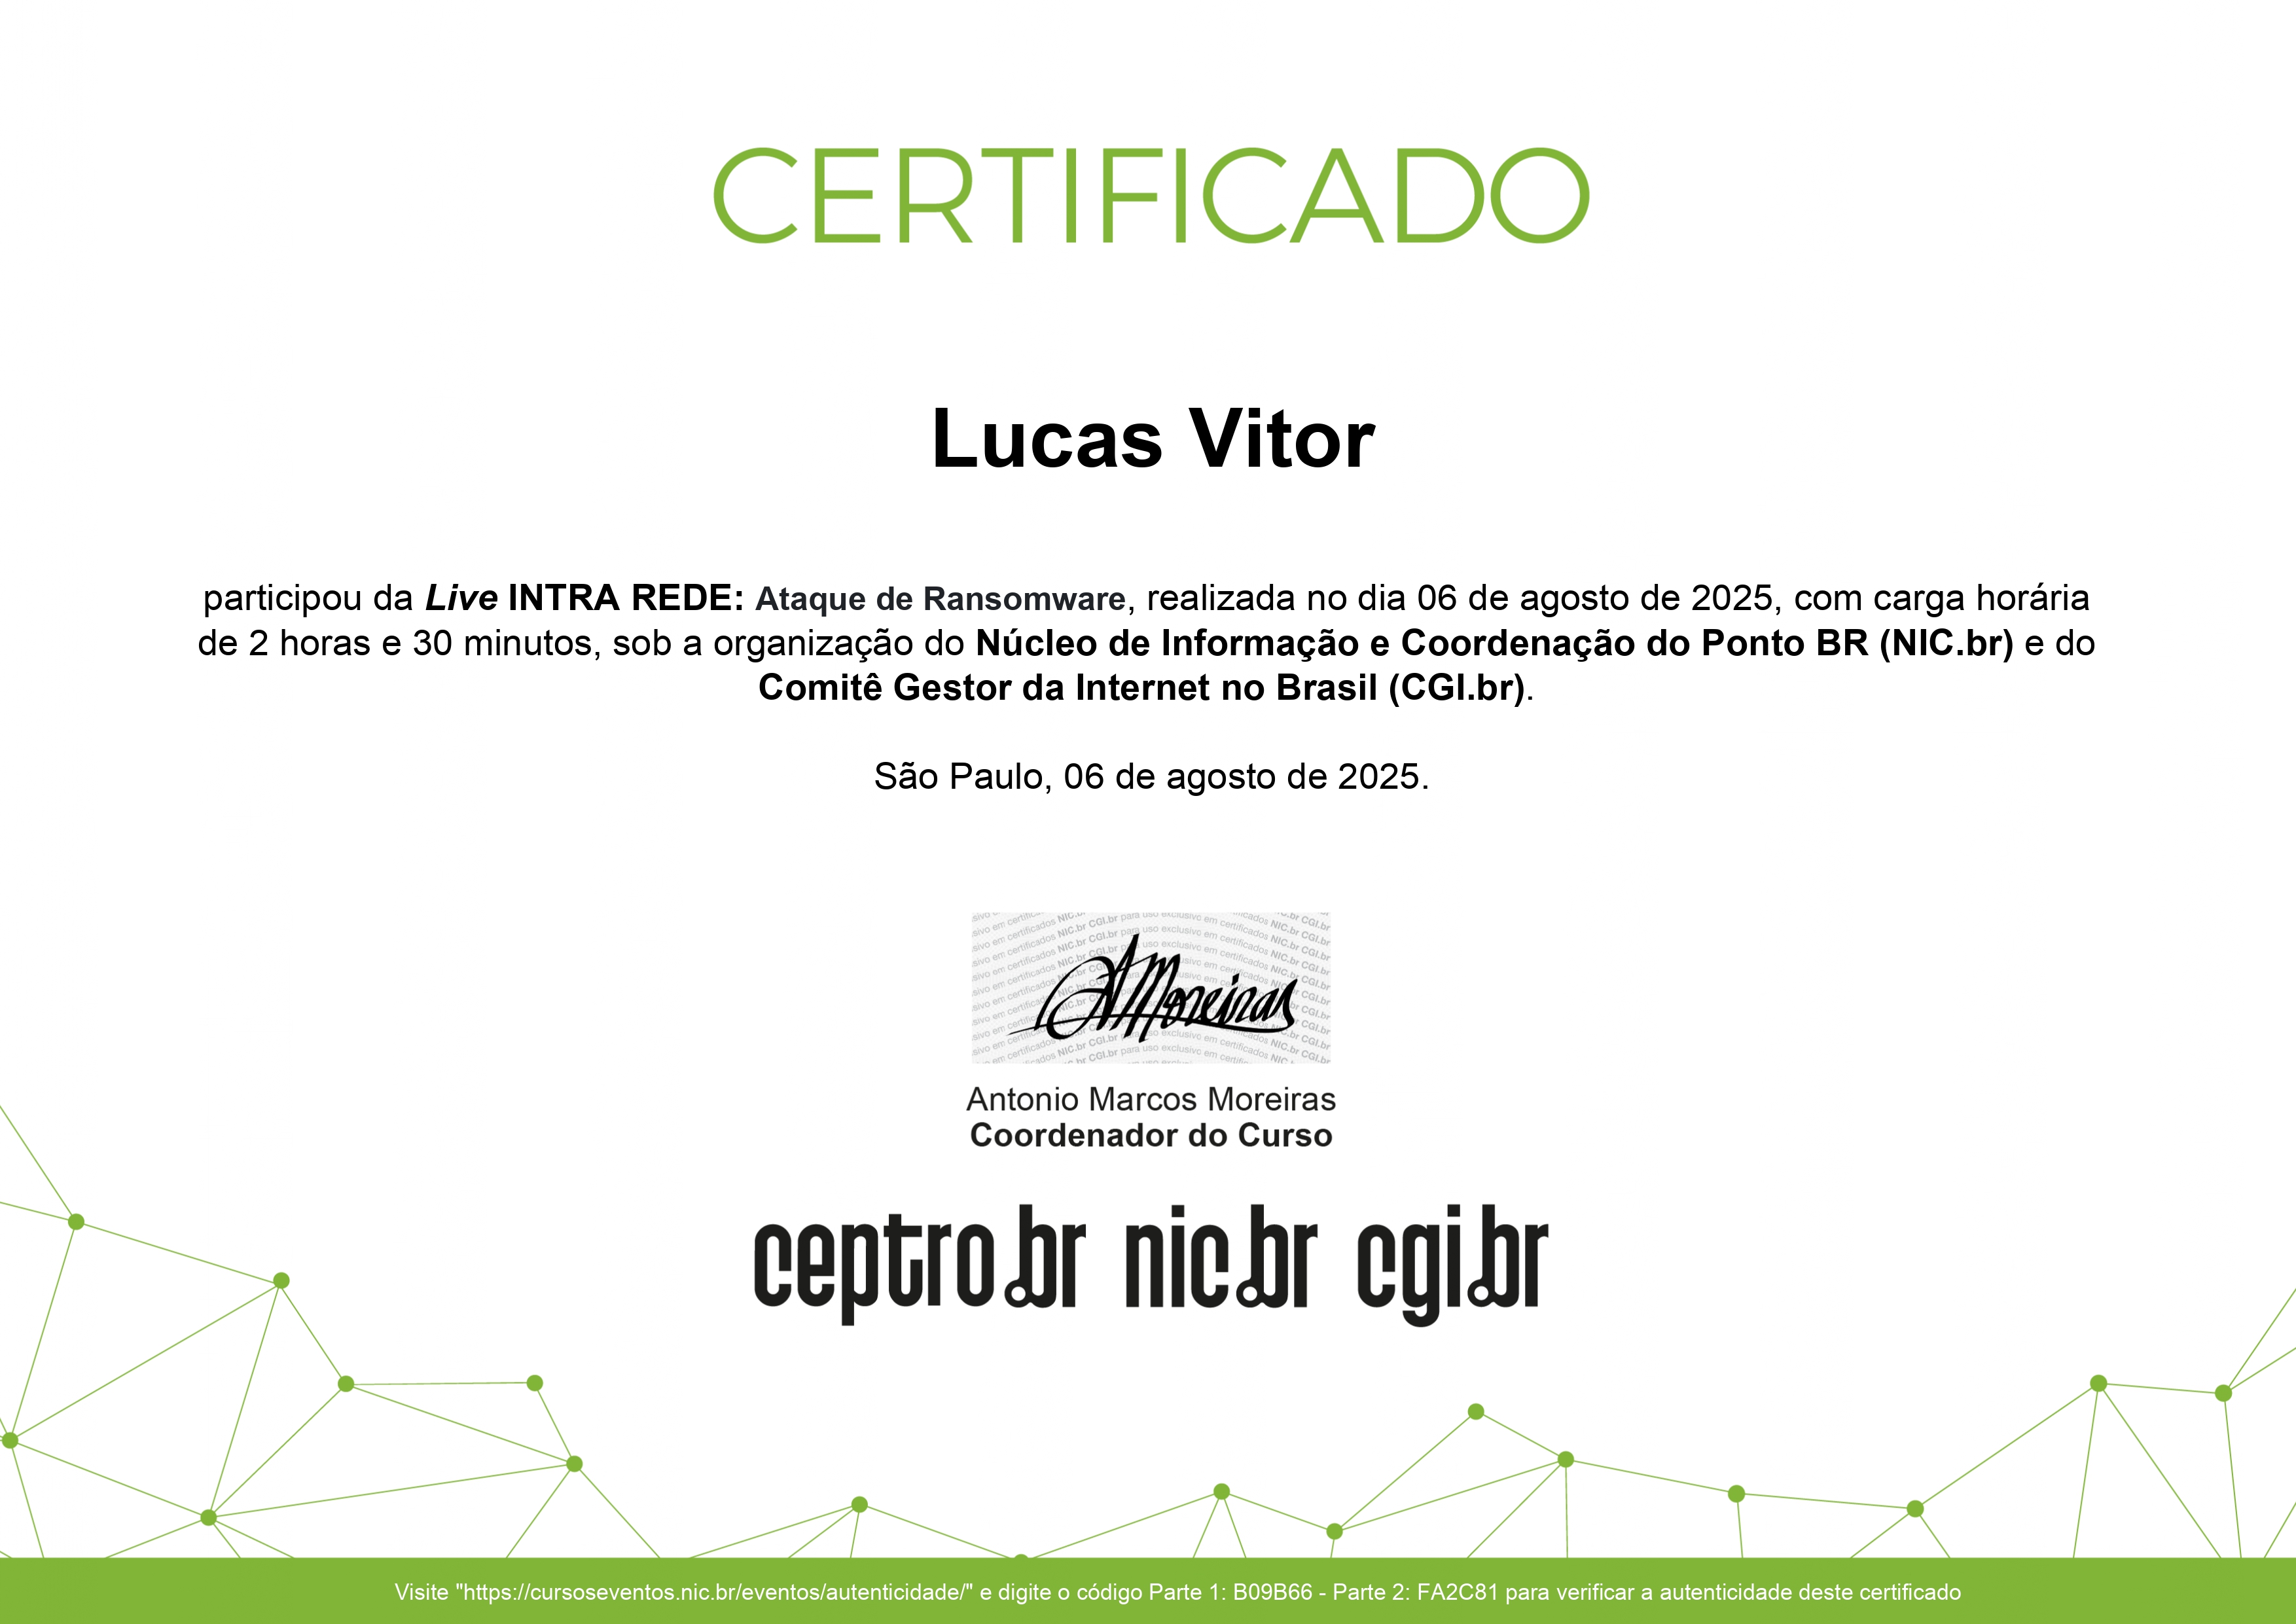 CERTIFICADO
Lucas Vitor
participou da Live INTRA REDE: Ataque de Ransomware, realizada no dia 06 de agosto de 2025, com carga horária
de 2 horas e 30 minutos, sob a organização do Núcleo de Informação e Coordenação do Ponto BR (NIC.br) e do
Comitê Gestor da Internet no Brasil (CGI.br).
São Paulo, 06 de agosto de 2025.
AMoreiras
Antonio Marcos Moreiras
Coordenador do Curso
ceptro.br nic.br cgi.br
Visite "https://cursoseventos.nic.br/eventos/autenticidade/" e digite o código Parte 1: B09B66 - Parte 2: FA2C81 para verificar a autenticidade deste certificado